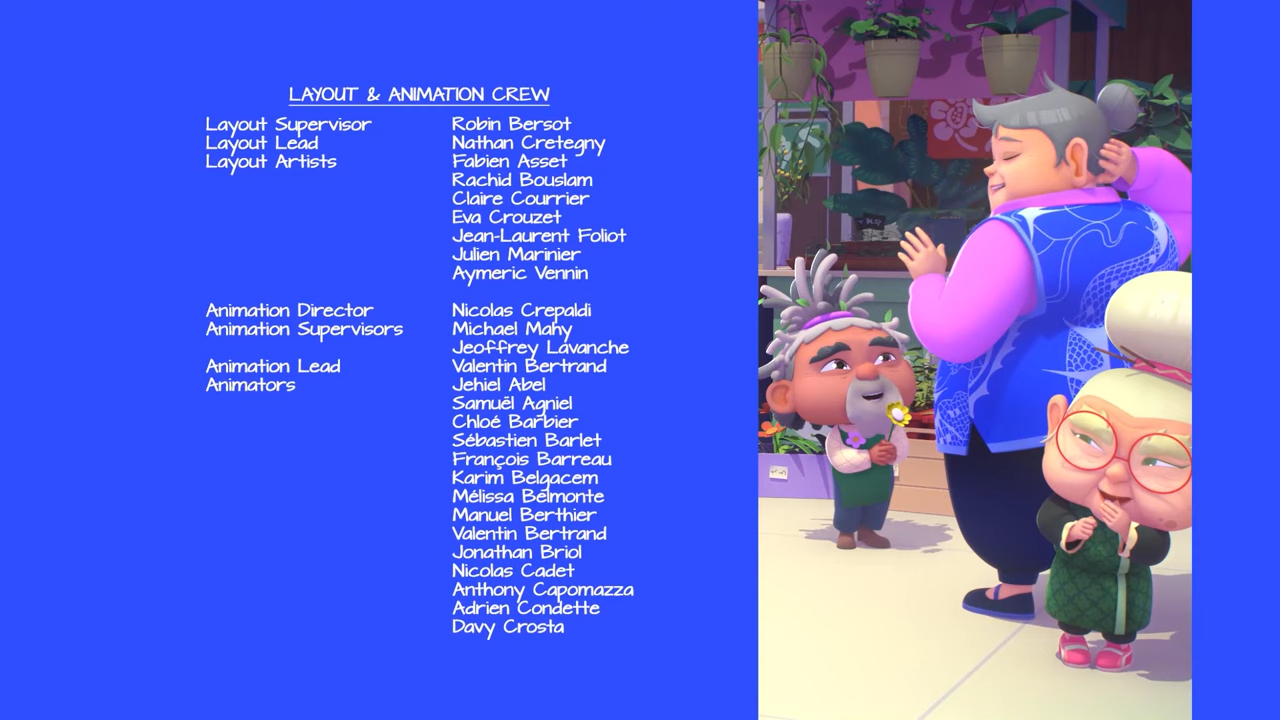 LAYOUT & ANIMATION CREW
Layout Supervisor Robin Bersot
Layout Lead Nathan Cretegny
Layout Artists Fabien Asset
Rachid Bouslam
Claire Courrier
Eva Crouzet
Jean-Laurent Foliot
Julien Marinier
Aymeric Vennin
Animation Director Nicolas Crepaldi
Animation Supervisors Michael Mahy
Jeoffrey Lavanche
Animation Lead Valentin Bertrand
Animators Jehiel Abel
Samuël Agniel
Chloé Barbier
Sébastien Barlet
François Barreau
Karim Belgacem
Mélissa Belmonte
Manuel Berthier
Valentin Bertrand
Jonathan Briol
Nicolas Cadet
Anthony Capomazza
Adrien Condette
Davy Crosta